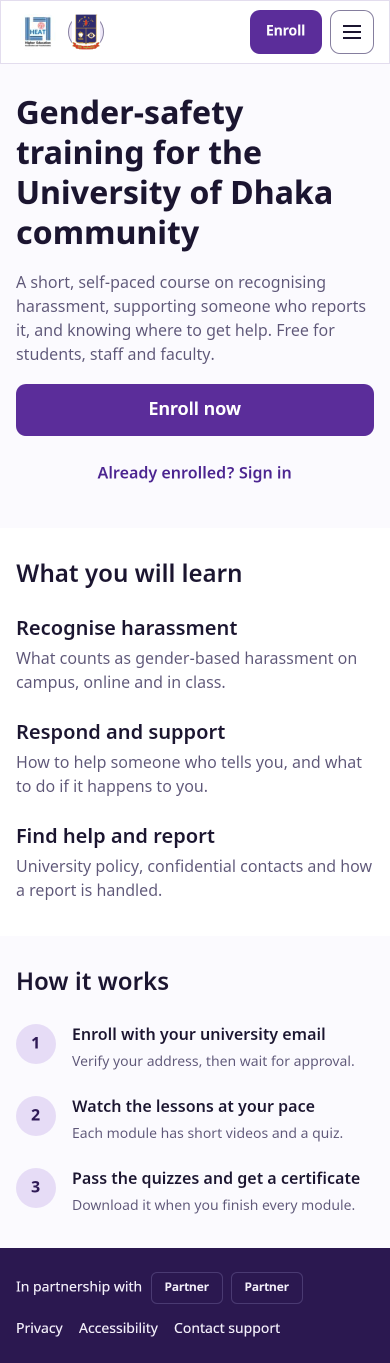 HEAT
Enroll
Gender-safety
training for the
University of Dhaka
community
A short, self-paced course on recognising
harassment, supporting someone who reports
it, and knowing where to get help. Free for
students, staff and faculty.
Enroll now
Already enrolled? Sign in
What you will learn
Recognise harassment
What counts as gender-based harassment on
campus, online and in class.
Respond and support
How to help someone who tells you, and what
to do if it happens to you.
Find help and report
University policy, confidential contacts and how
a report is handled.
How it works
1
Enroll with your university email
Verify your address, then wait for approval.
2
Watch the lessons at your pace
Each module has short videos and a quiz.
3
Pass the quizzes and get a certificate
Download it when you finish every module.
In partnership with Partner Partner
Privacy Accessibility Contact support